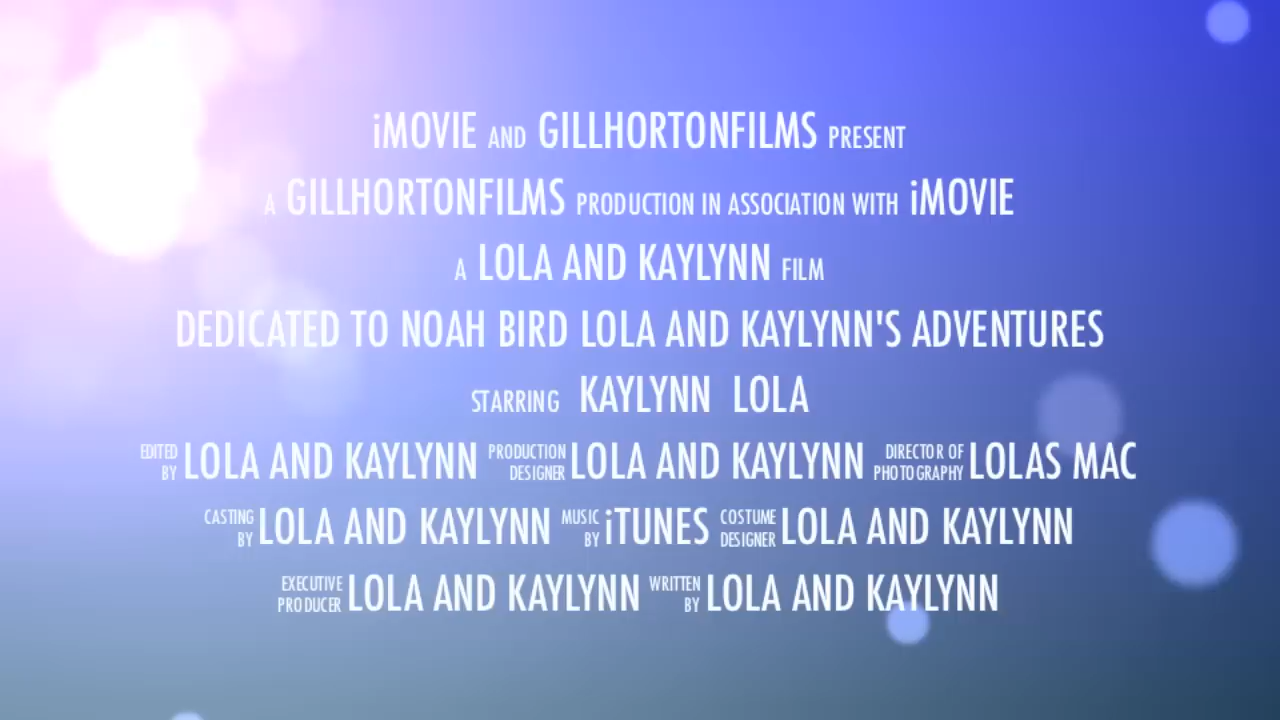 iMOVIE AND GILLHORTONFILMS PRESENT
A GILLHORTONFILMS PRODUCTION IN ASSOCIATION WITH iMOVIE
A LOLA AND KAYLYNN FILM
DEDICATED TO NOAH BIRD LOLA AND KAYLYNN'S ADVENTURES
STARRING KAYLYNN LOLA
EDITED BY LOLA AND KAYLYNN PRODUCTION DESIGNER LOLA AND KAYLYNN DIRECTOR OF PHOTOGRAPHY LOLAS MAC
CASTING BY LOLA AND KAYLYNN MUSIC BY iTUNES COSTUME DESIGNER LOLA AND KAYLYNN
EXECUTIVE PRODUCER LOLA AND KAYLYNN WRITTEN BY LOLA AND KAYLYNN